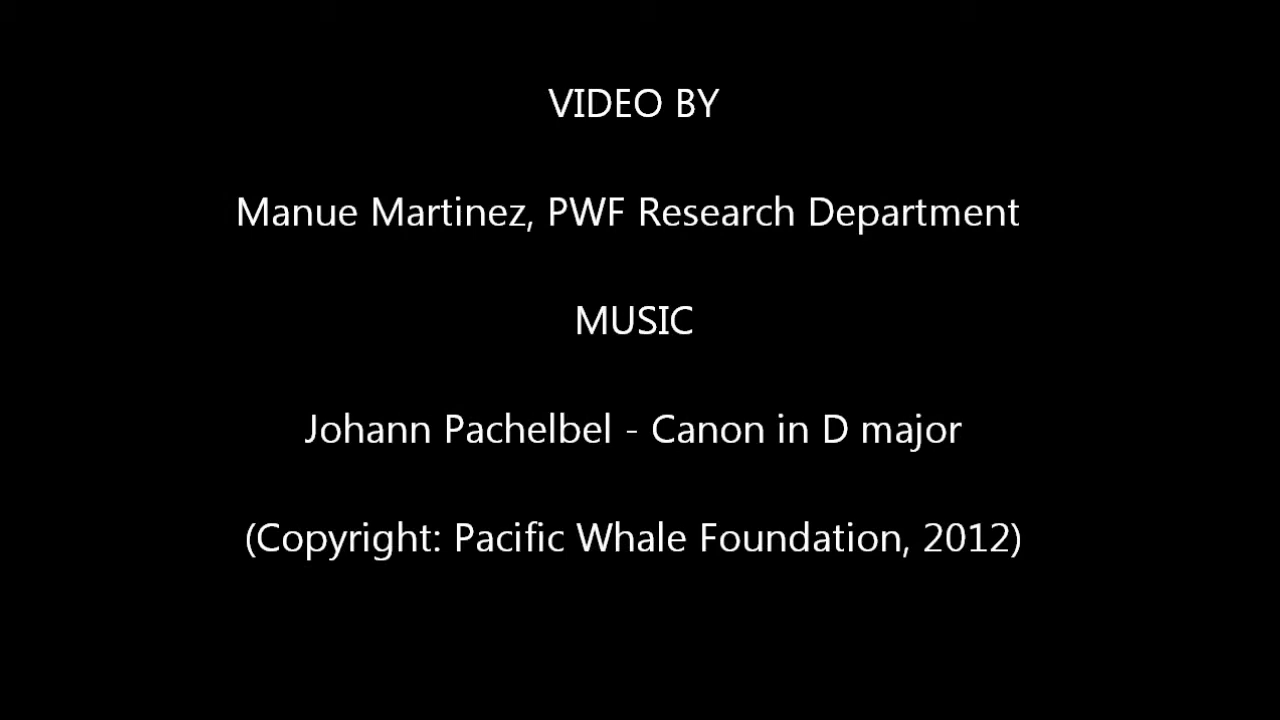 VIDEO BY
Manue Martinez, PWF Research Department
MUSIC
Johann Pachelbel - Canon in D major
(Copyright: Pacific Whale Foundation, 2012)